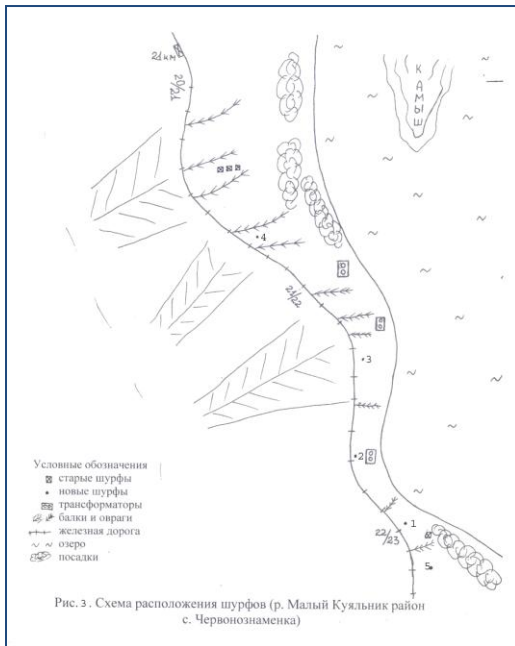 21 км
20/21
КАМЫШ
4
21/22
3
2
1
22/23
5
Условные обозначения
старые шурфы
новые шурфы
трансформаторы
балки и овраги
железная дорога
озеро
посадки
Рис. 3. Схема расположения шурфов (р. Малый Куяльник район
с. Червонознаменка)